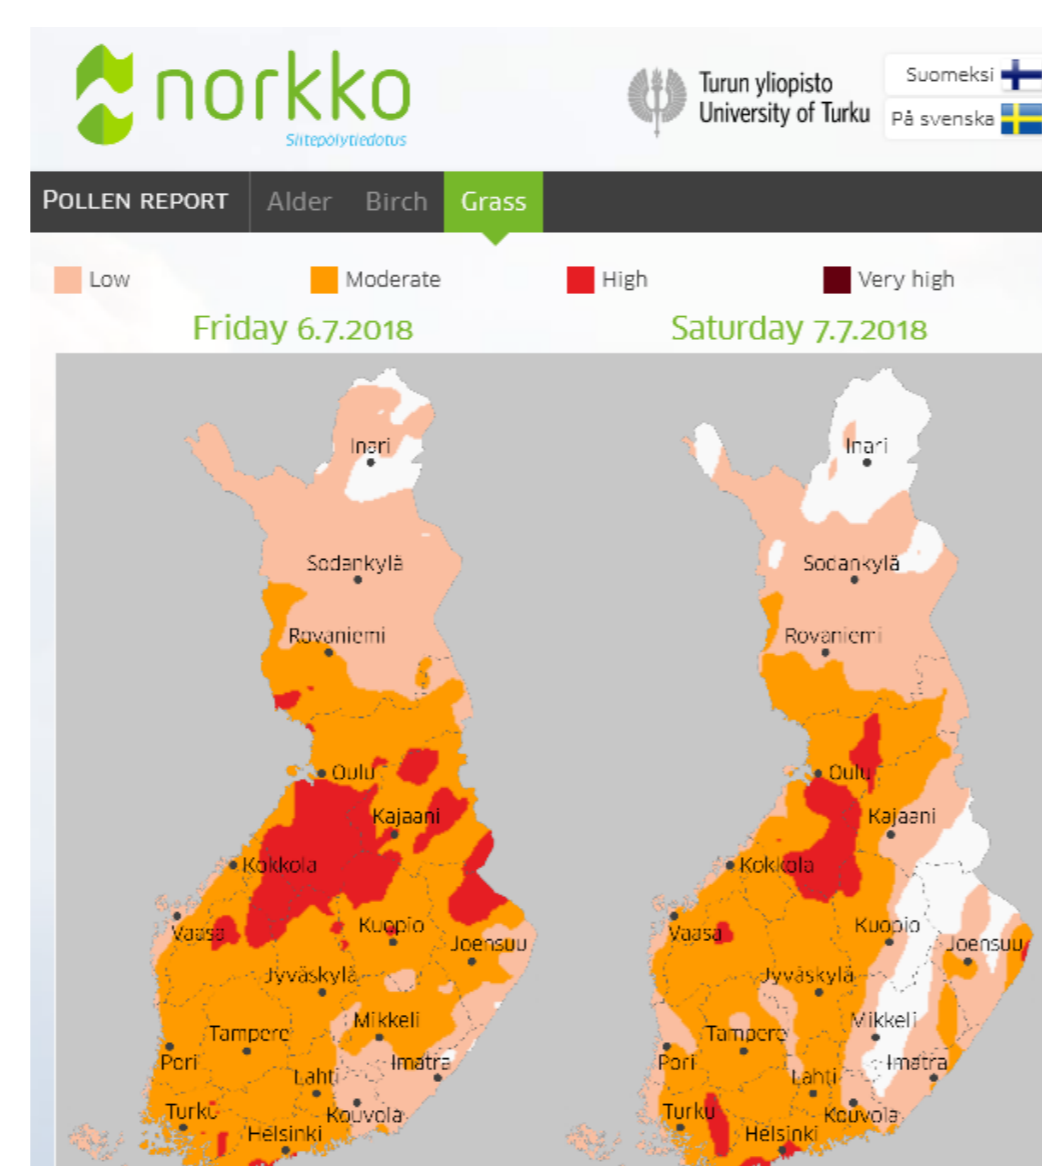 norkko
Siitepölytiedotus
Turun yliopisto
University of Turku
Suomeksi
På svenska
POLLEN REPORT Alder Birch Grass
Low Moderate High Very high
Friday 6.7.2018 Saturday 7.7.2018
Inari
Sodankylä
Rovaniemi
Oulu
Kajaani
Kokkola
Vaasa
Kuopio
Joensuu
Jyväskylä
Mikkeli
Tampere
Pori
Imatra
Lahti
Turku
Kouvola
Helsinki
Inari
Sodankylä
Rovaniemi
Oulu
Kajaani
Kokkola
Vaasa
Kuopio
Joensuu
Jyväskylä
Mikkeli
Tampere
Pori
Imatra
Lahti
Turku
Kouvola
Helsinki